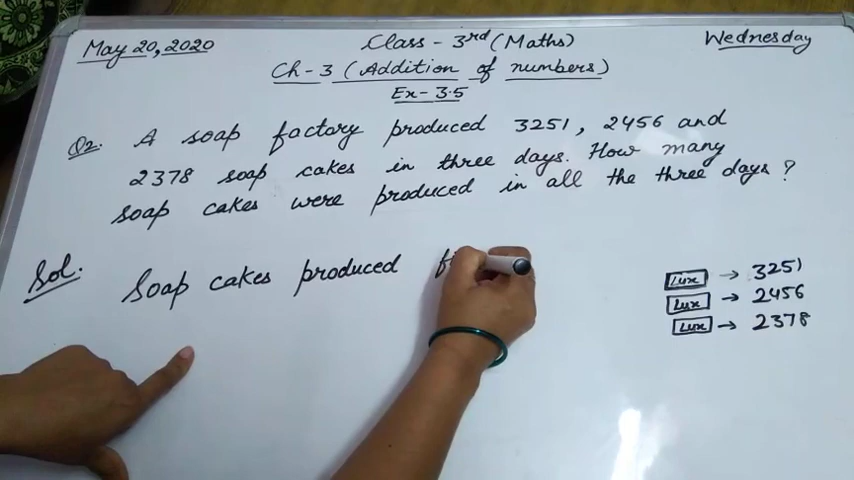 May 20, 2020
Class - 3rd (Maths)
Wednesday
Ch-3 (Addition of numbers)
Ex- 3.5
Q2. A soap factory produced 3251, 2456 and
2378 soap cakes in three days. How many
soap cakes were produced in all the three days?
Sol. Soap cakes produced
Lux → 3251
Lux → 2456
Lux → 2378